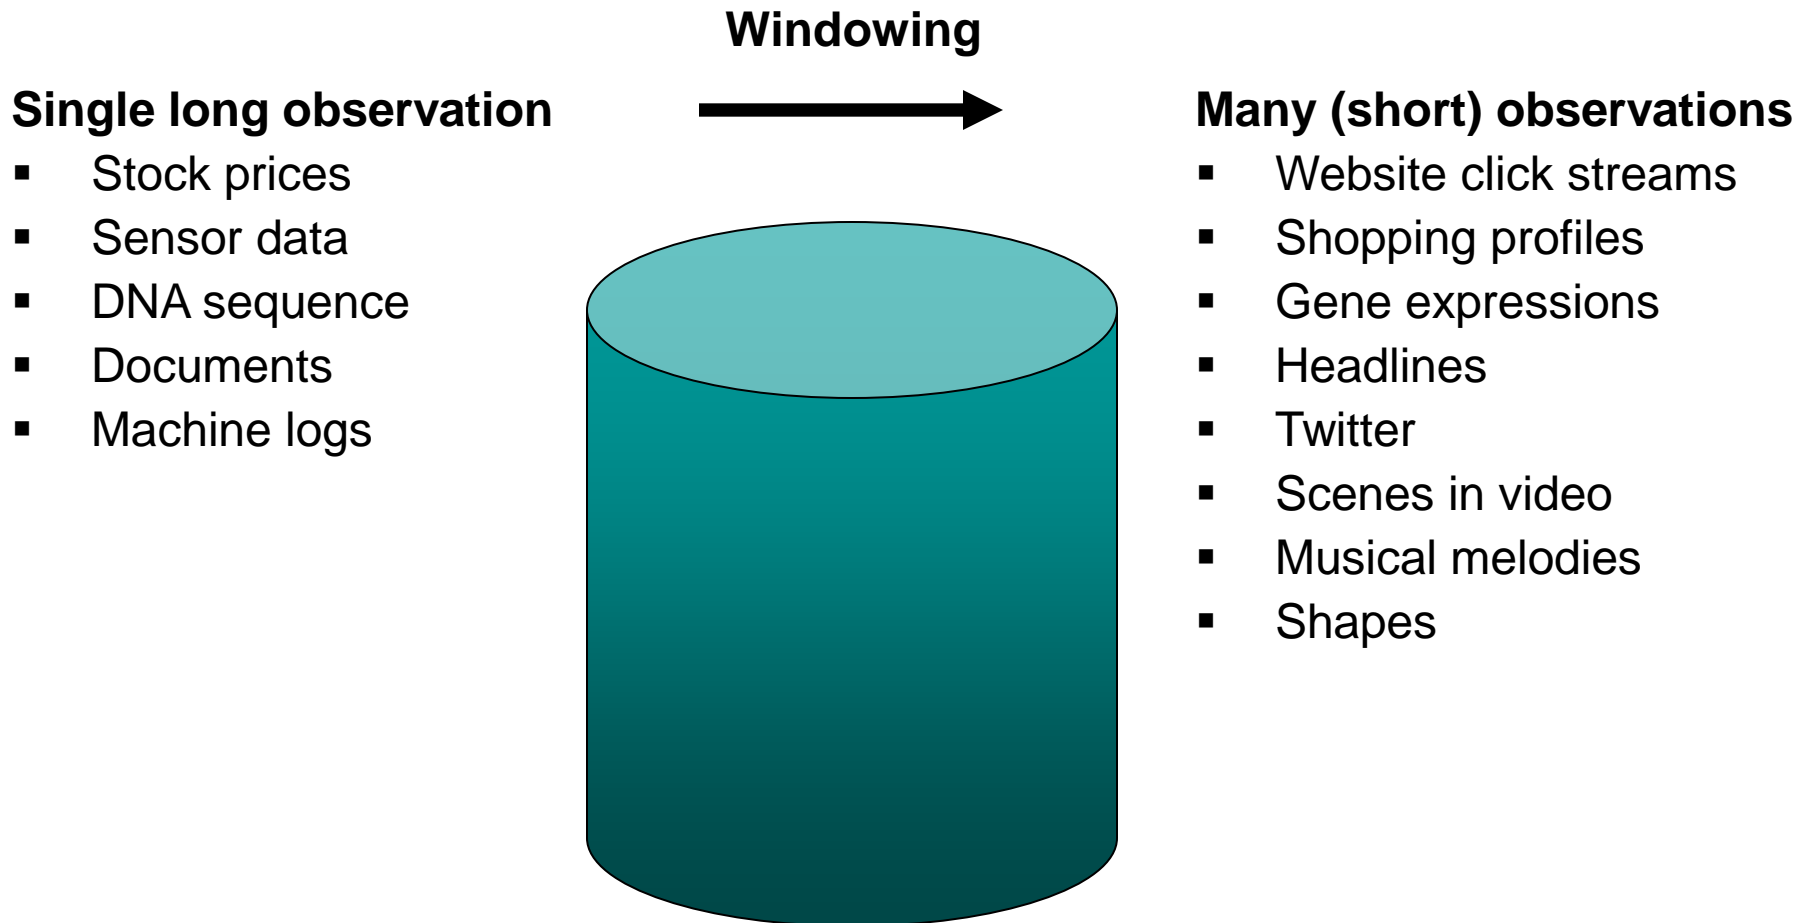 Windowing
Single long observation
▪ Stock prices
▪ Sensor data
▪ DNA sequence
▪ Documents
▪ Machine logs
Many (short) observations
▪ Website click streams
▪ Shopping profiles
▪ Gene expressions
▪ Headlines
▪ Twitter
▪ Scenes in video
▪ Musical melodies
▪ Shapes